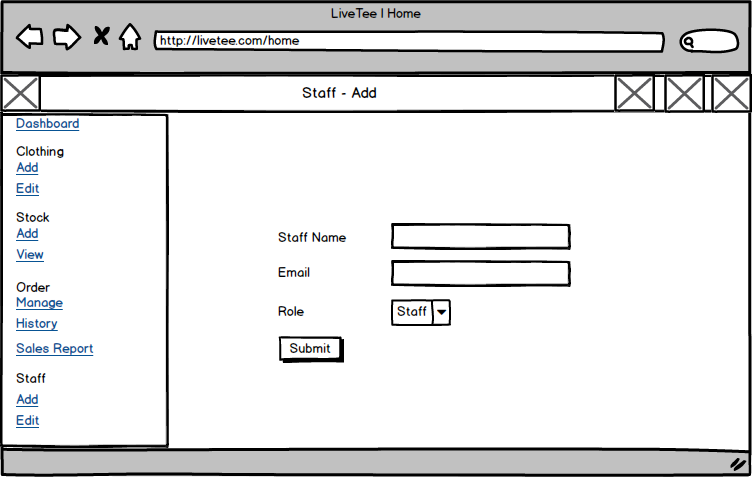 LiveTee | Home
http://livetee.com/home
Staff - Add
Dashboard
Clothing
Add
Edit
Stock
Add
View
Order
Manage
History
Sales Report
Staff
Add
Edit
Staff Name
Email
Role
Staff
Submit